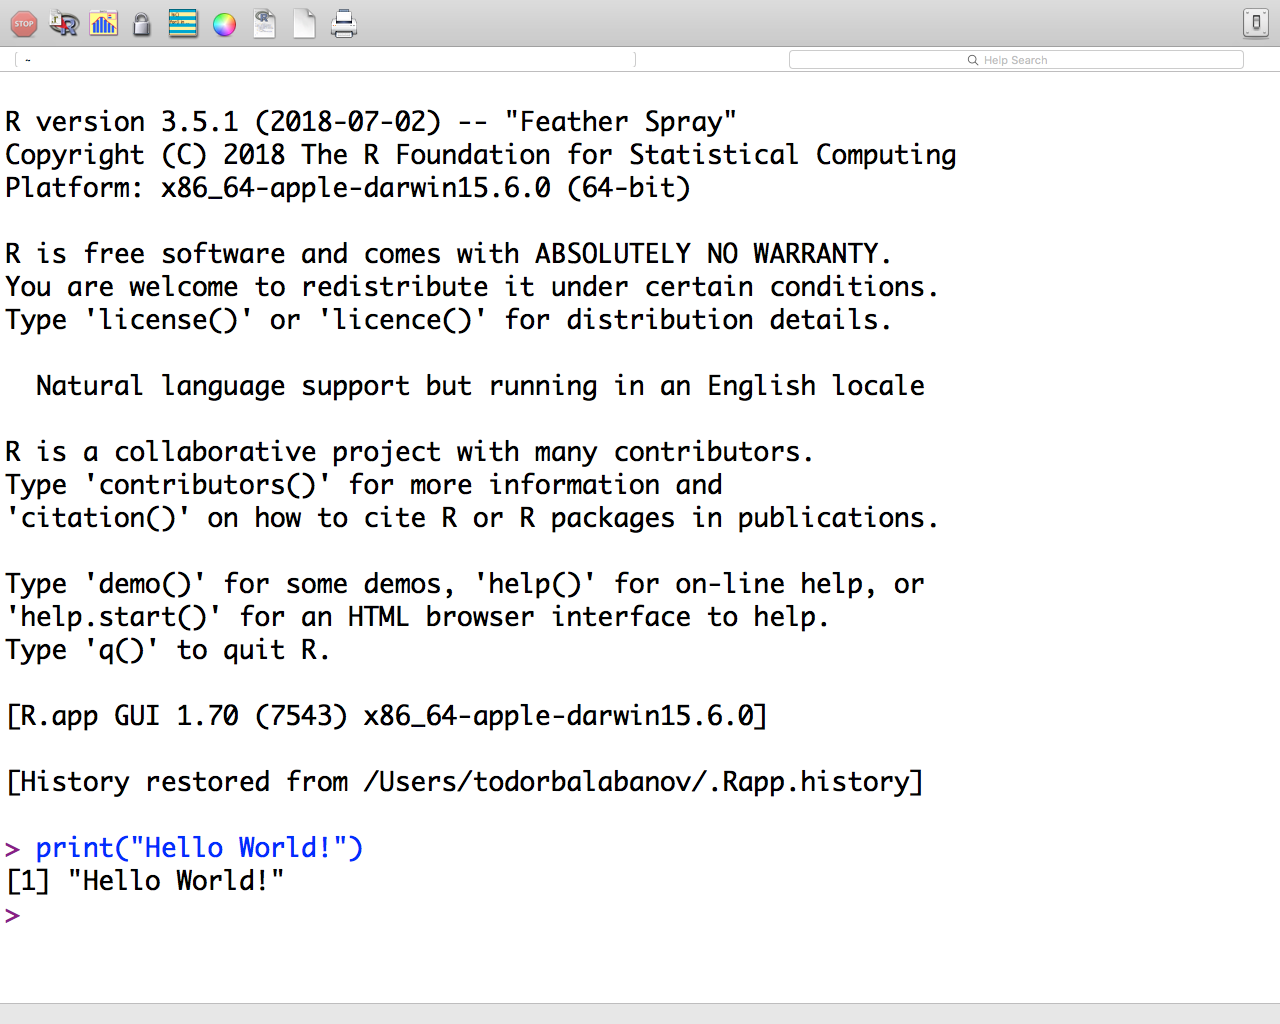 STOP
~
Help Search
R version 3.5.1 (2018-07-02) -- "Feather Spray"
Copyright (C) 2018 The R Foundation for Statistical Computing
Platform: x86_64-apple-darwin15.6.0 (64-bit)
R is free software and comes with ABSOLUTELY NO WARRANTY.
You are welcome to redistribute it under certain conditions.
Type 'license()' or 'licence()' for distribution details.
Natural language support but running in an English locale
R is a collaborative project with many contributors.
Type 'contributors()' for more information and
'citation()' on how to cite R or R packages in publications.
Type 'demo()' for some demos, 'help()' for on-line help, or
'help.start()' for an HTML browser interface to help.
Type 'q()' to quit R.
[R.app GUI 1.70 (7543) x86_64-apple-darwin15.6.0]
[History restored from /Users/todorbalabanov/.Rapp.history]
> print("Hello World!")
[1] "Hello World!"
>